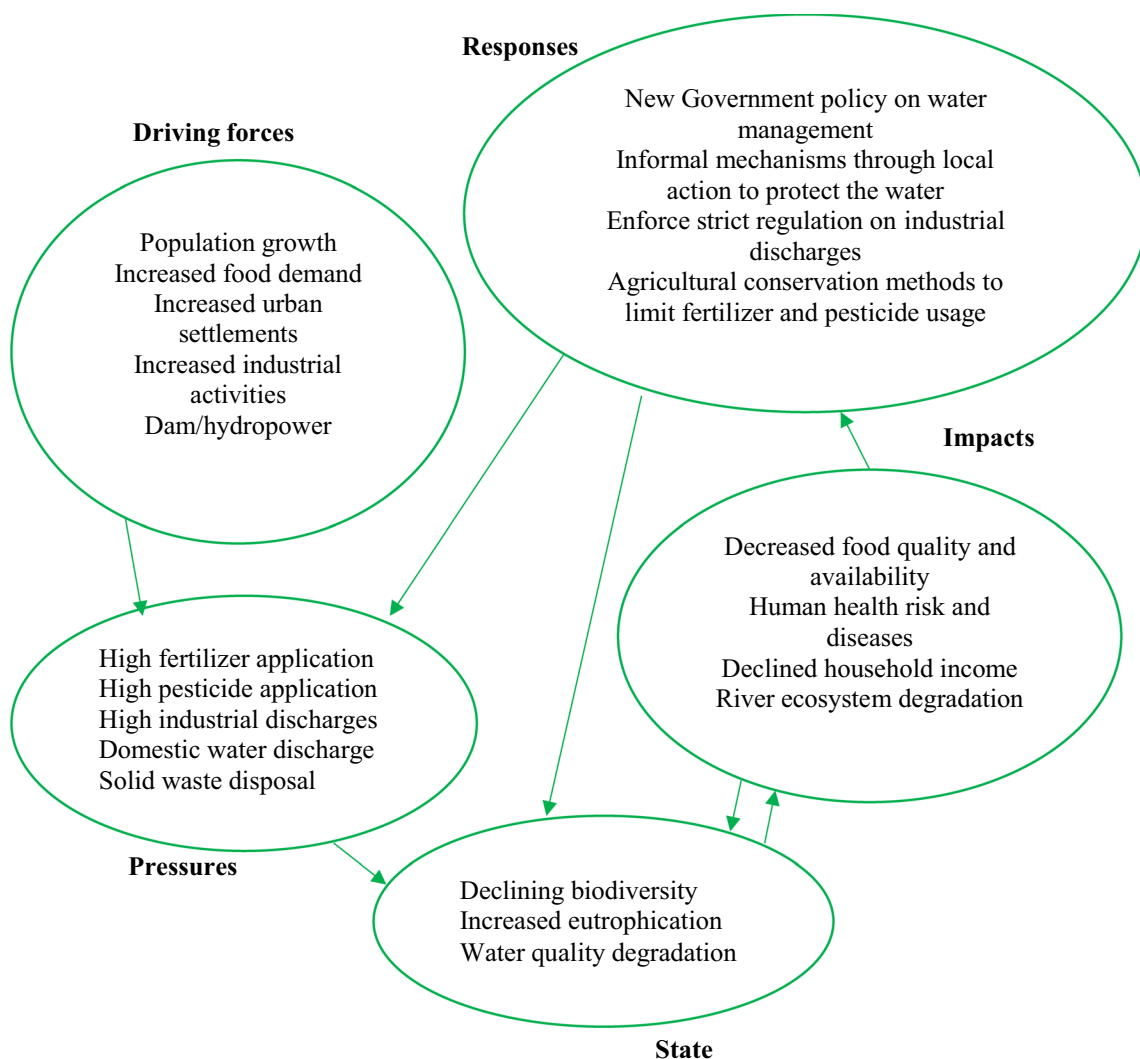 Responses
New Government policy on water
management
Informal mechanisms through local
action to protect the water
Enforce strict regulation on industrial
discharges
Agricultural conservation methods to
limit fertilizer and pesticide usage
Driving forces
Population growth
Increased food demand
Increased urban
settlements
Increased industrial
activities
Dam/hydropower
Impacts
Decreased food quality and
availability
Human health risk and
diseases
Declined household income
River ecosystem degradation
High fertilizer application
High pesticide application
High industrial discharges
Domestic water discharge
Solid waste disposal
Pressures
Declining biodiversity
Increased eutrophication
Water quality degradation
State